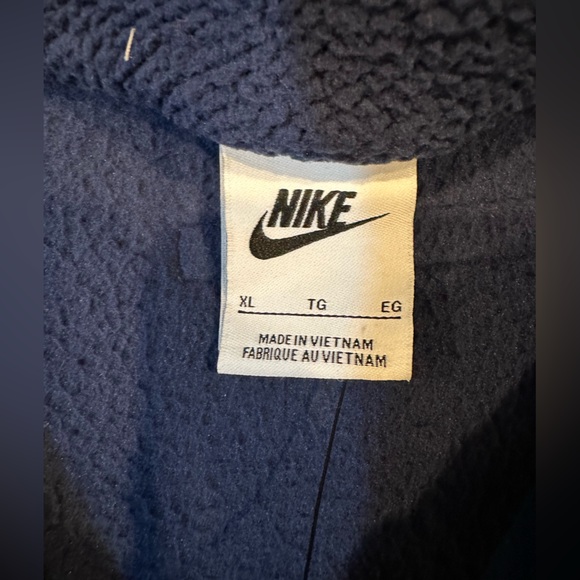 NIKE
XL TG EG
MADE IN VIETNAM
FABRIQUE AU VIETNAM